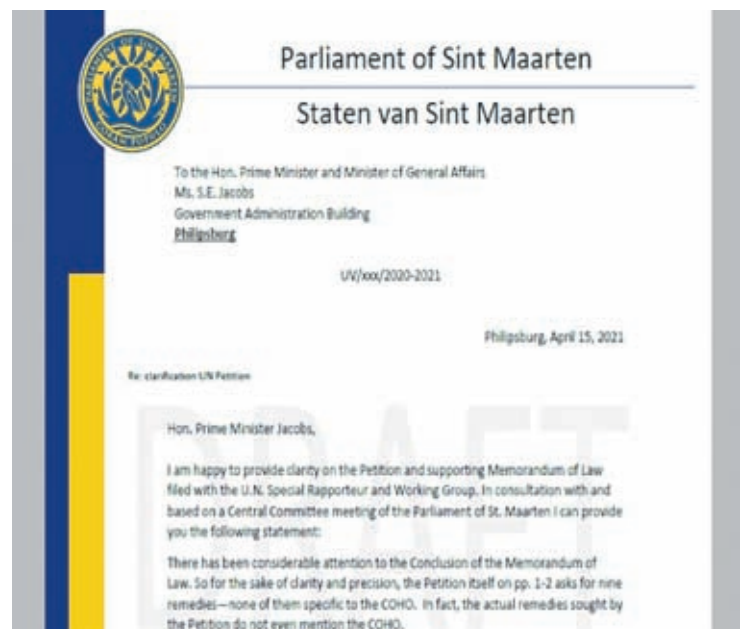 PARLIAMENT OF SINT MAARTEN
CORAM POPULO
Parliament of Sint Maarten
Staten van Sint Maarten
To the Hon. Prime Minister and Minister of General Affairs
Ms. S.E. Jacobs
Government Administration Building
Philipsburg
UV/xxx/2020-2021
Philipsburg, April 15, 2021
Re: clarification UN Petition
DRAFT
Hon. Prime Minister Jacobs,
I am happy to provide clarity on the Petition and supporting Memorandum of Law
filed with the U.N. Special Rapporteur and Working Group. In consultation with and
based on a Central Committee meeting of the Parliament of St. Maarten I can provide
you the following statement:
There has been considerable attention to the Conclusion of the Memorandum of
Law. So for the sake of clarity and precision, the Petition itself on pp. 1-2 asks for nine
remedies—none of them specific to the COHO. In fact, the actual remedies sought by
the Petition do not even mention the COHO.